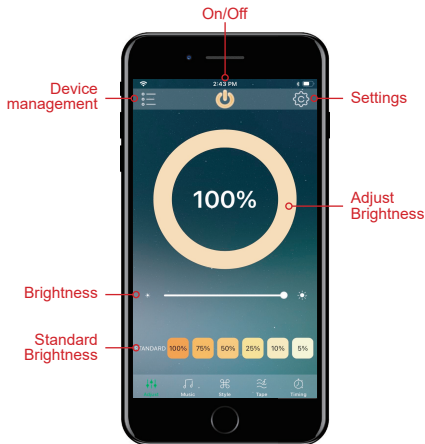 On/Off
2:43 PM
Device
management
Settings
100%
Adjust
Brightness
Brightness
Standard
Brightness
TANDARD 100% 75% 50% 25% 10% 5%
Music Style Tape Timing